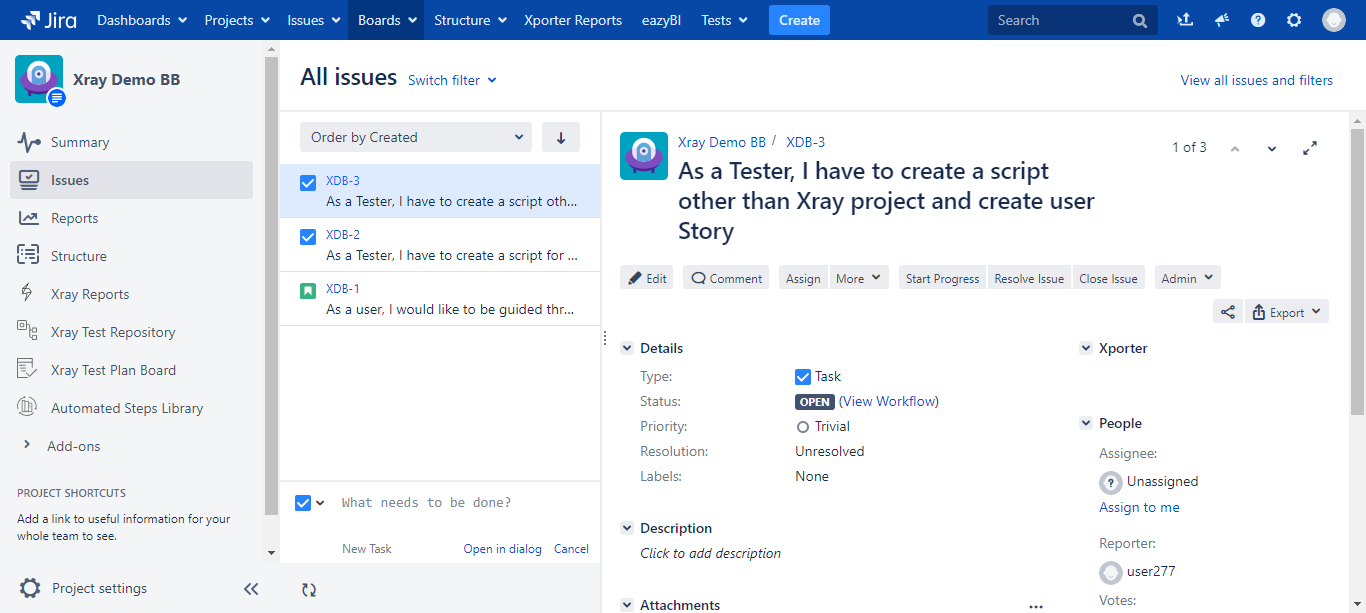 Jira Dashboards Projects Issues Boards Structure Xporter Reports eazyBI Tests Create Search
Xray Demo BB
Summary
Issues
Reports
Structure
Xray Reports
Xray Test Repository
Xray Test Plan Board
Automated Steps Library
Add-ons
PROJECT SHORTCUTS
Add a link to useful information for your
whole team to see.
Project settings
All issues Switch filter
View all issues and filters
Order by Created
XDB-3
As a Tester, I have to create a script oth...
XDB-2
As a Tester, I have to create a script for ...
XDB-1
As a user, I would like to be guided thr...
What needs to be done?
New Task Open in dialog Cancel
Xray Demo BB / XDB-3
1 of 3
As a Tester, I have to create a script
other than Xray project and create user
Story
Edit Comment Assign More Start Progress Resolve Issue Close Issue Admin
Export
Details
Type: Task
Status: OPEN (View Workflow)
Priority: Trivial
Resolution: Unresolved
Labels: None
Description
Click to add description
Attachments
Xporter
People
Assignee:
Unassigned
Assign to me
Reporter:
user277
Votes: